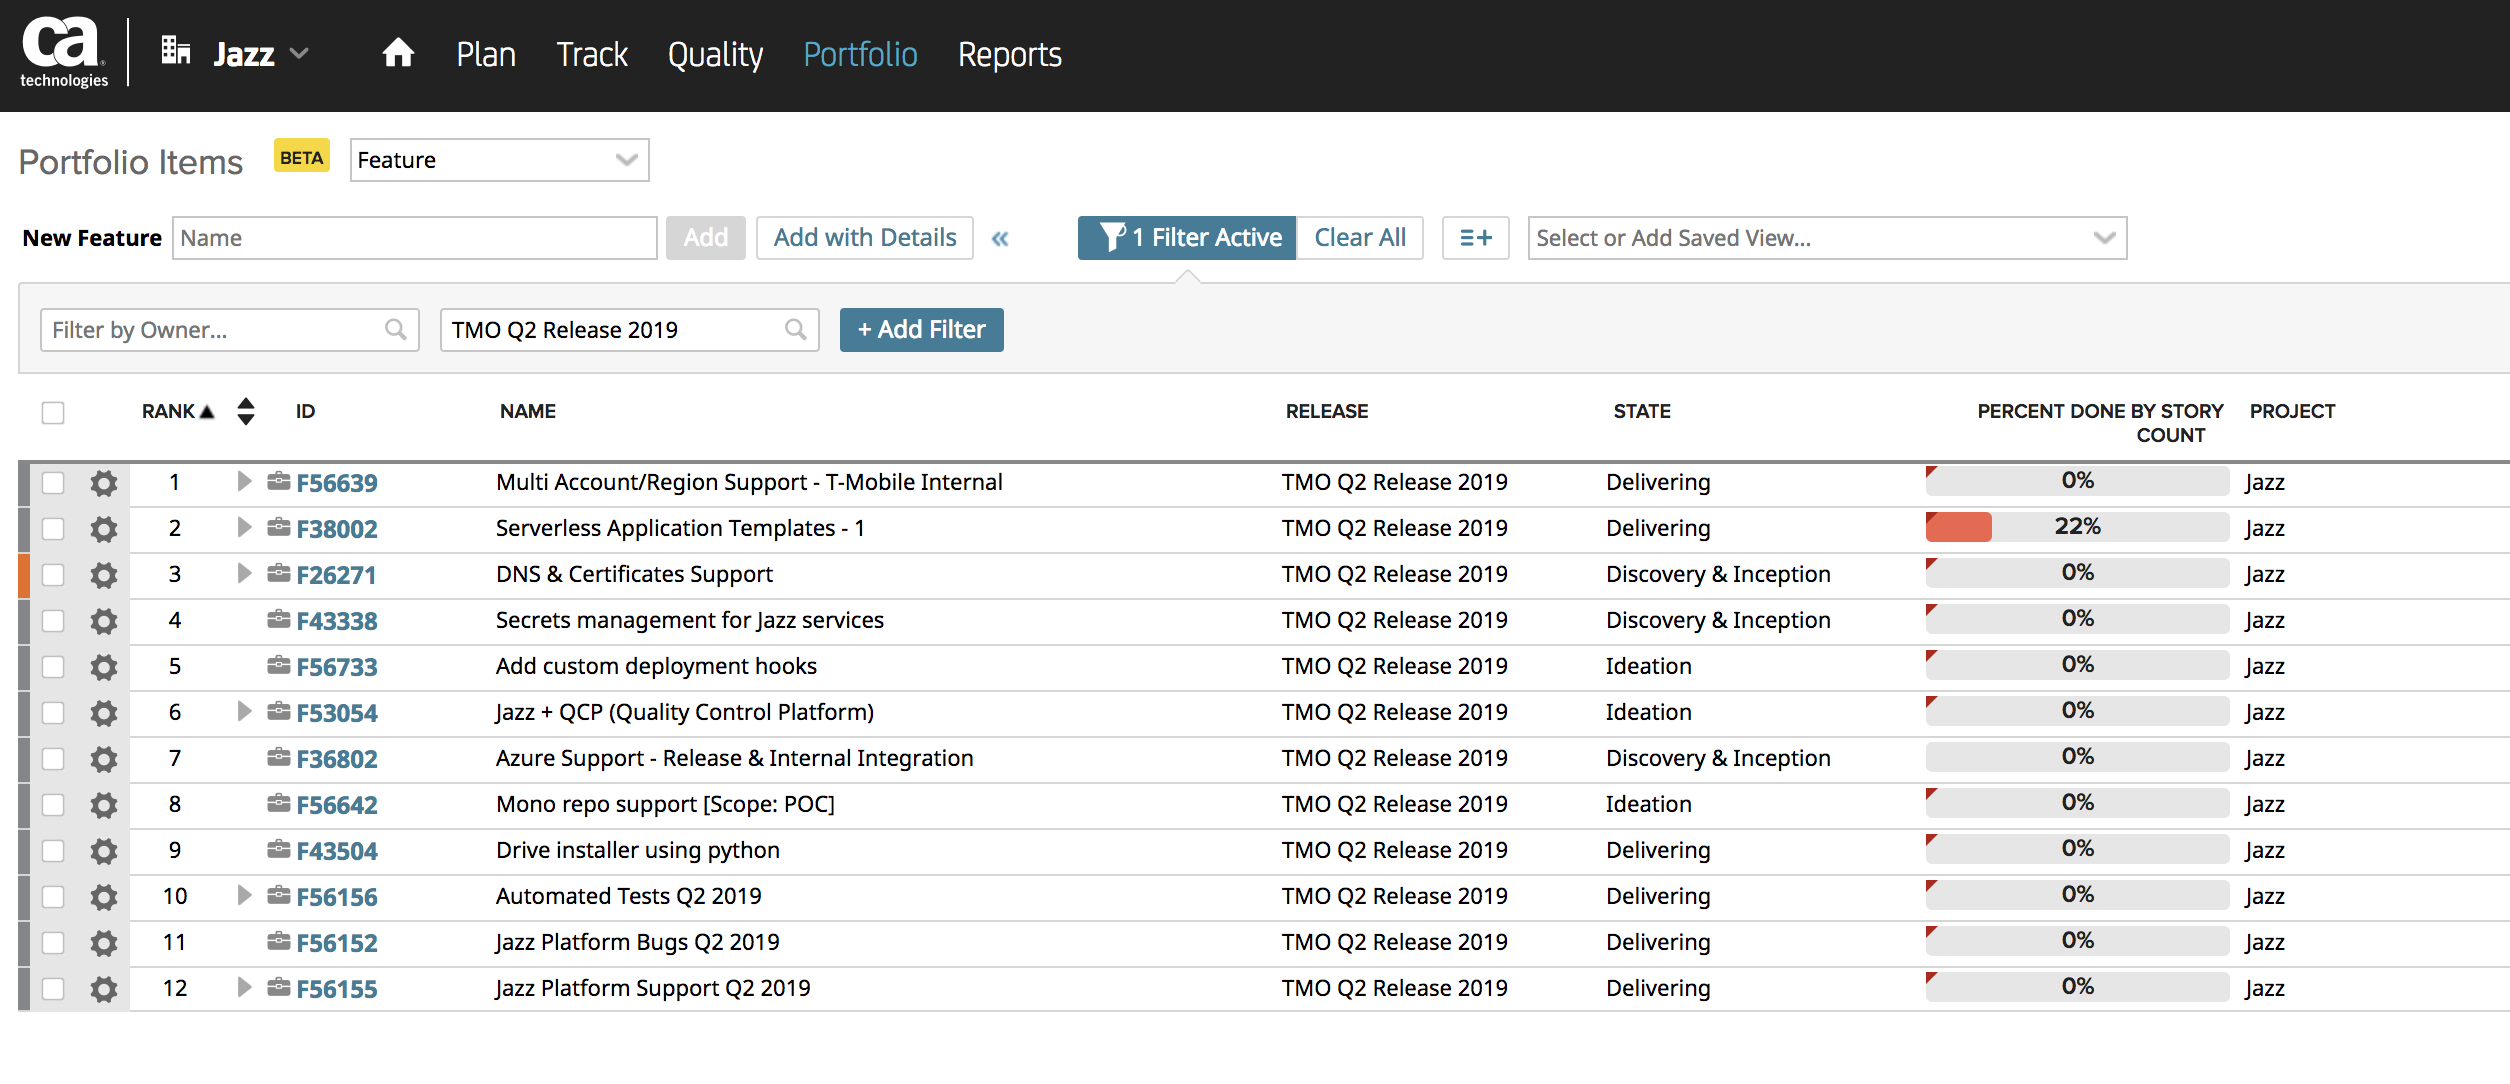 ca technologies Jazz Plan Track Quality Portfolio Reports
Portfolio Items BETA Feature
New Feature Name Add Add with Details « 1 Filter Active Clear All Select or Add Saved View...
Filter by Owner... TMO Q2 Release 2019 + Add Filter
RANK ID NAME RELEASE STATE PERCENT DONE BY STORY COUNT PROJECT
1 F56639 Multi Account/Region Support - T-Mobile Internal TMO Q2 Release 2019 Delivering 0% Jazz
2 F38002 Serverless Application Templates - 1 TMO Q2 Release 2019 Delivering 22% Jazz
3 F26271 DNS & Certificates Support TMO Q2 Release 2019 Discovery & Inception 0% Jazz
4 F43338 Secrets management for Jazz services TMO Q2 Release 2019 Discovery & Inception 0% Jazz
5 F56733 Add custom deployment hooks TMO Q2 Release 2019 Ideation 0% Jazz
6 F53054 Jazz + QCP (Quality Control Platform) TMO Q2 Release 2019 Ideation 0% Jazz
7 F36802 Azure Support - Release & Internal Integration TMO Q2 Release 2019 Discovery & Inception 0% Jazz
8 F56642 Mono repo support [Scope: POC] TMO Q2 Release 2019 Ideation 0% Jazz
9 F43504 Drive installer using python TMO Q2 Release 2019 Delivering 0% Jazz
10 F56156 Automated Tests Q2 2019 TMO Q2 Release 2019 Delivering 0% Jazz
11 F56152 Jazz Platform Bugs Q2 2019 TMO Q2 Release 2019 Delivering 0% Jazz
12 F56155 Jazz Platform Support Q2 2019 TMO Q2 Release 2019 Delivering 0% Jazz